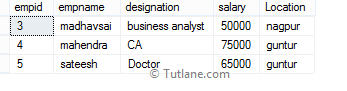 empid empname designation salary Location
3 madhavsai business analyst 50000 nagpur
4 mahendra CA 75000 guntur
5 sateesh Doctor 65000 guntur
© Tutlane.com